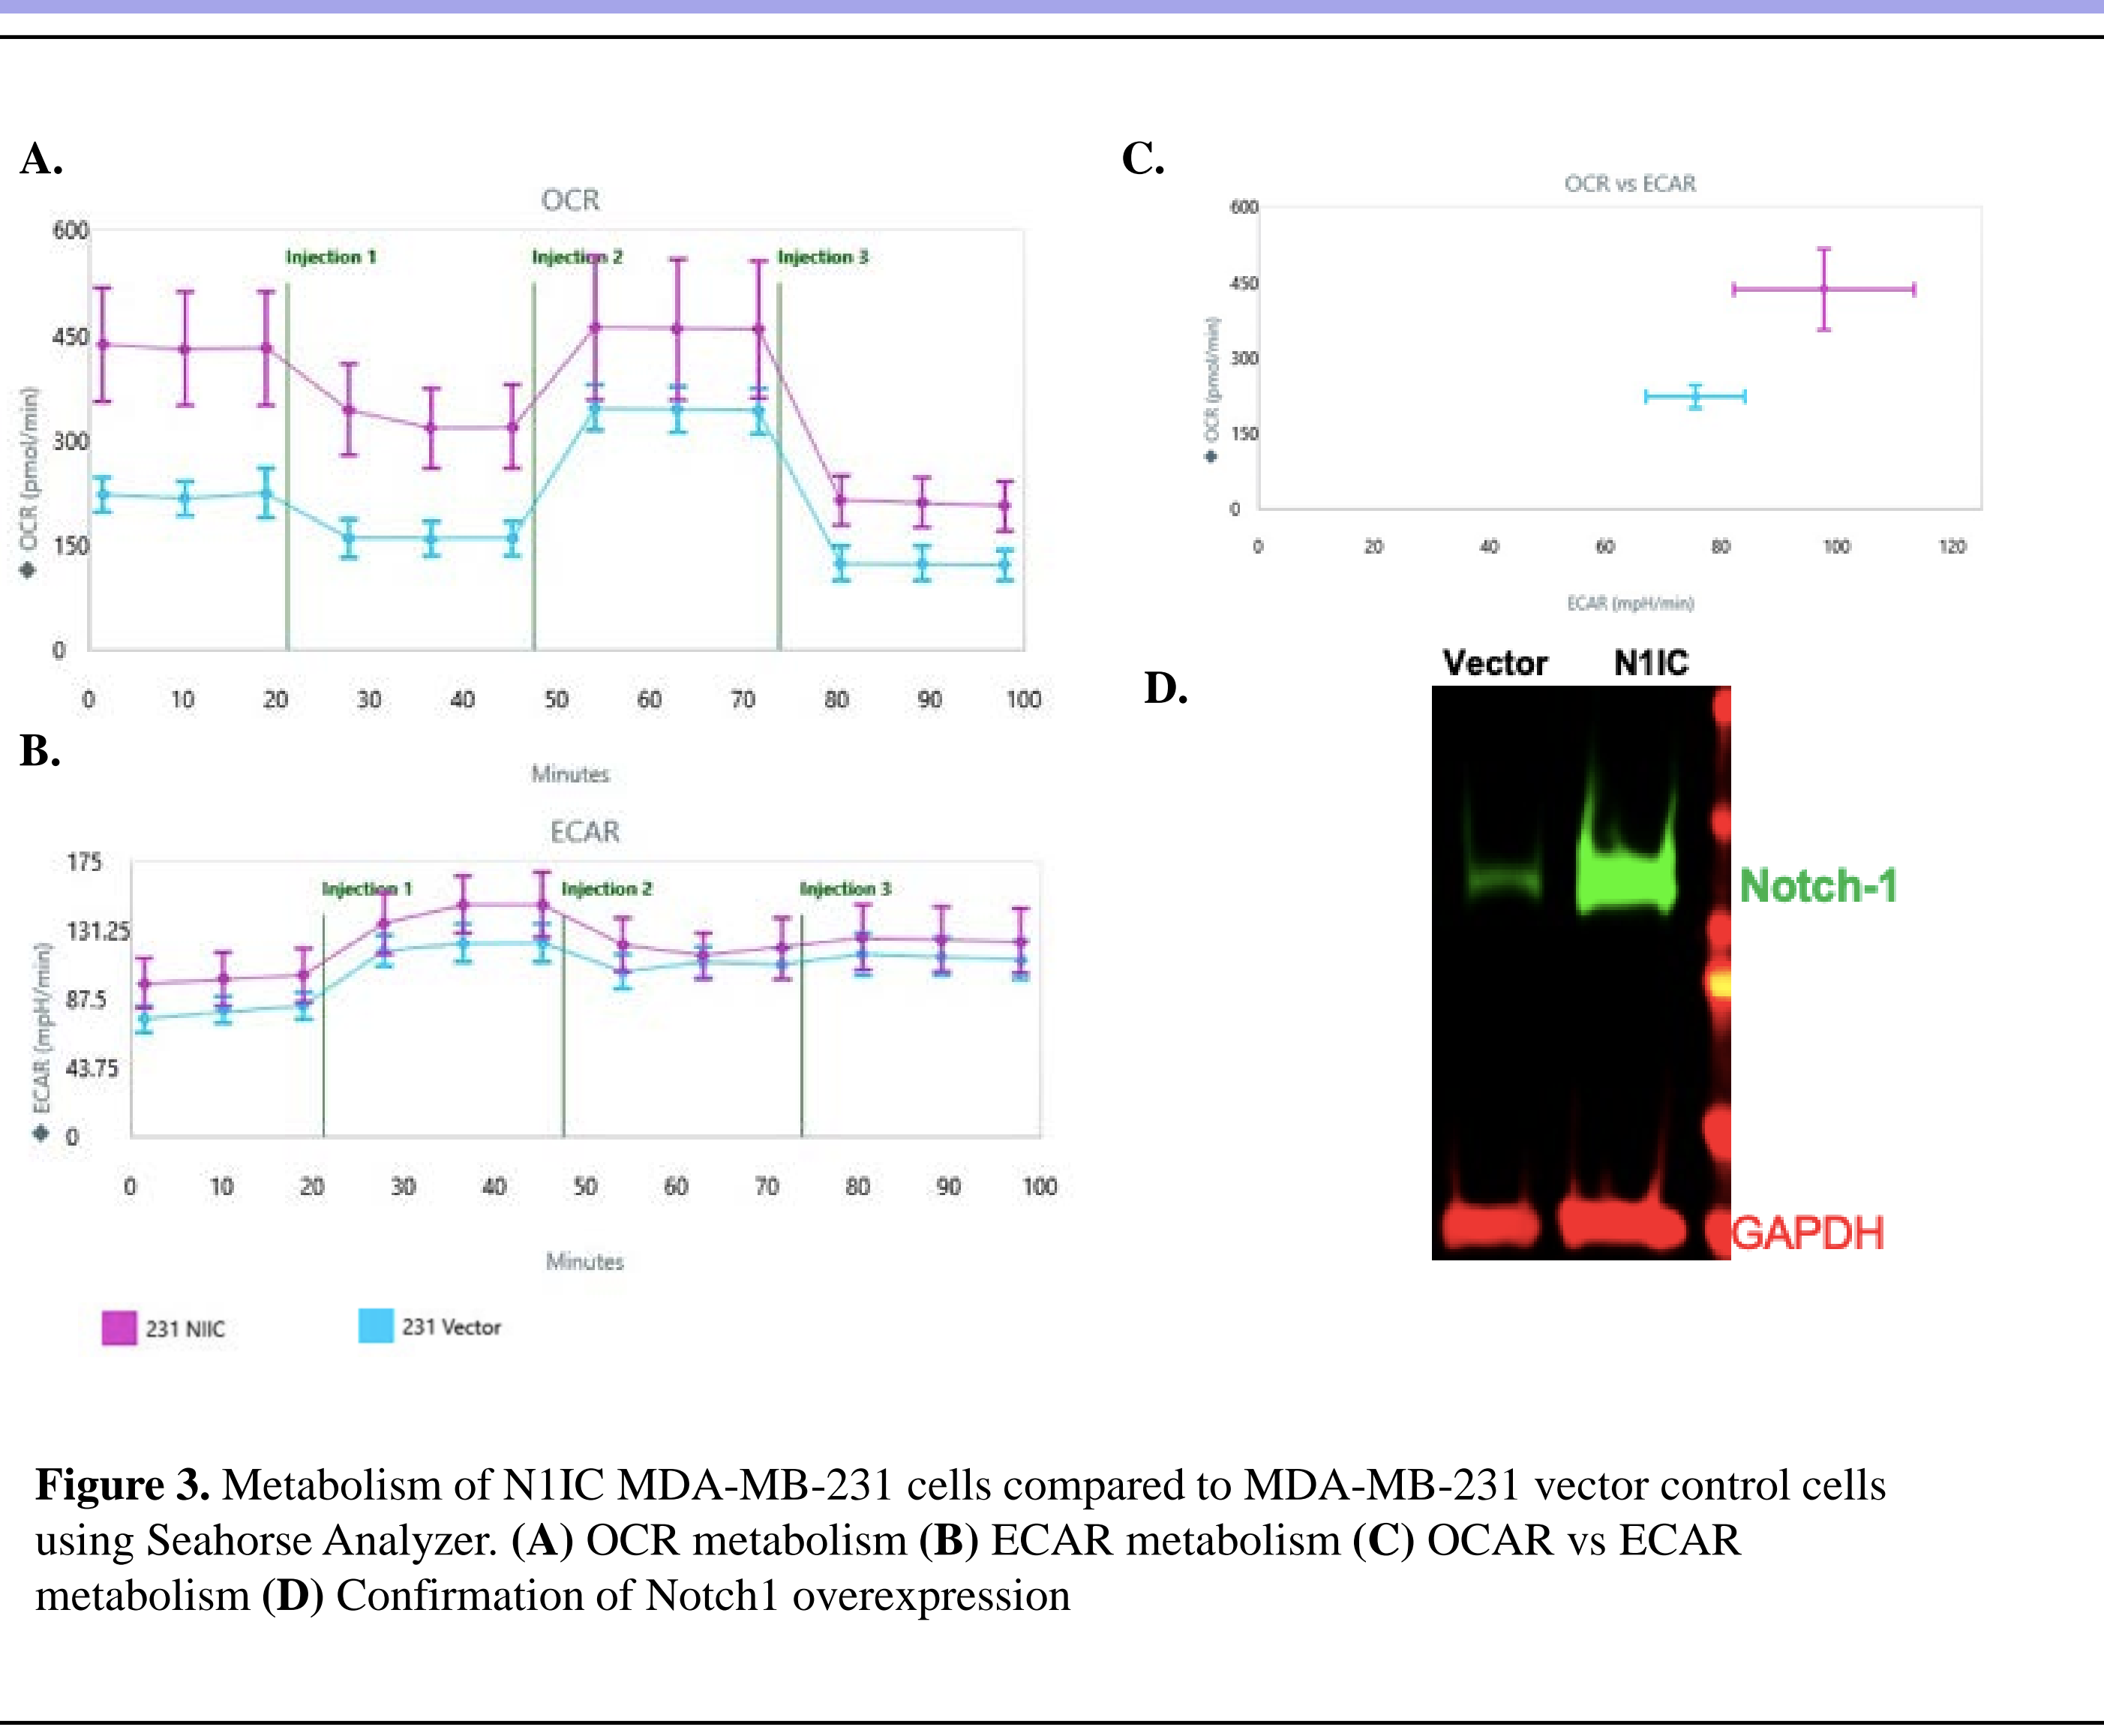 A.
OCR
600
450
300
150
0
Injection 1
Injection 2
Injection 3
OCR (pmol/min)
0 10 20 30 40 50 60 70 80 90 100
Minutes
B.
ECAR
175
131.25
87.5
43.75
0
Injection 1
Injection 2
Injection 3
ECAR (mpH/min)
0 10 20 30 40 50 60 70 80 90 100
Minutes
231 NIIC
231 Vector
C.
OCR vs ECAR
600
450
300
150
0
OCR (pmol/min)
0 20 40 60 80 100 120
ECAR (mpH/min)
D.
Vector N1IC
Notch-1
GAPDH
Figure 3. Metabolism of N1IC MDA-MB-231 cells compared to MDA-MB-231 vector control cells
using Seahorse Analyzer. (A) OCR metabolism (B) ECAR metabolism (C) OCAR vs ECAR
metabolism (D) Confirmation of Notch1 overexpression